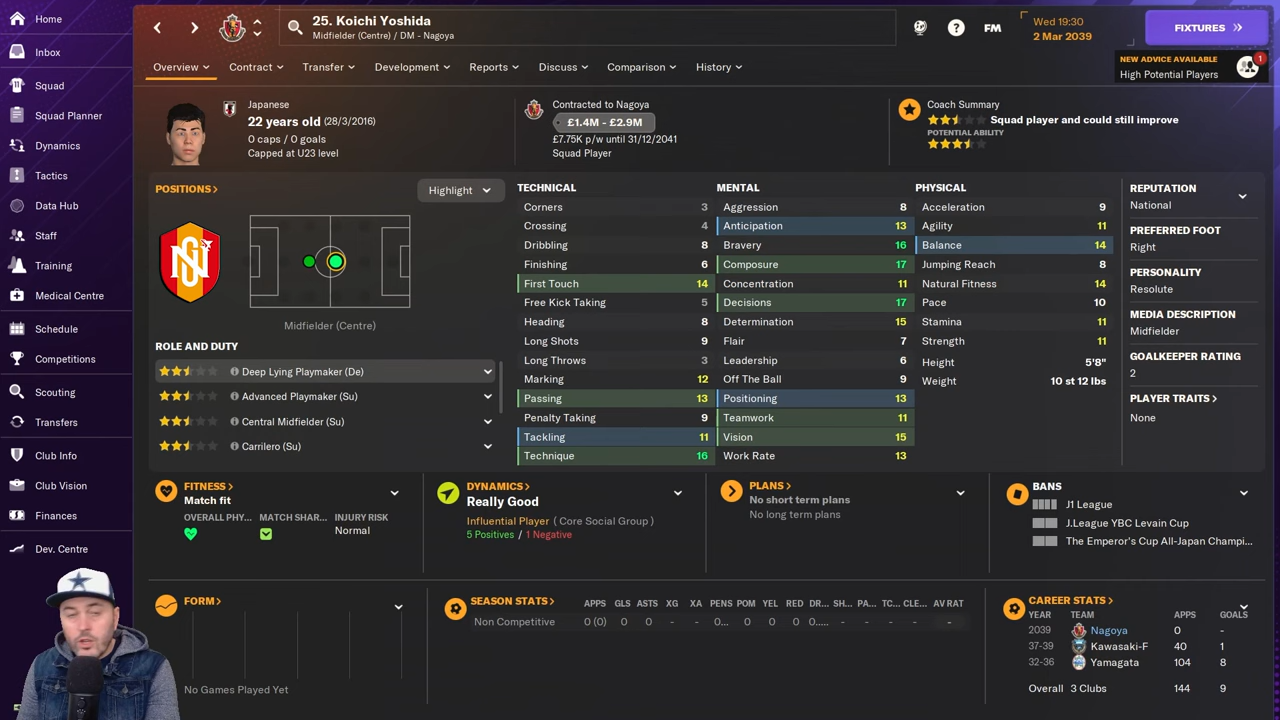 Home
Inbox
Squad
Squad Planner
Dynamics
Tactics
Data Hub
Staff
Training
Medical Centre
Schedule
Competitions
Scouting
Transfers
Club Info
Club Vision
Finances
Dev. Centre
25. Koichi Yoshida
Midfielder (Centre) / DM - Nagoya
?
FM
Wed 19:30
2 Mar 2039
FIXTURES
Overview
Contract
Transfer
Development
Reports
Discuss
Comparison
History
NEW ADVICE AVAILABLE
High Potential Players
1
Japanese
22 years old (28/3/2016)
0 caps / 0 goals
Capped at U23 level
Contracted to Nagoya
£1.4M - £2.9M
£7.75K p/w until 31/12/2041
Squad Player
Coach Summary
Squad player and could still improve
POTENTIAL ABILITY
POSITIONS >
Highlight
Midfielder (Centre)
ROLE AND DUTY
Deep Lying Playmaker (De)
Advanced Playmaker (Su)
Central Midfielder (Su)
Carrilero (Su)
TECHNICAL
Corners 3
Crossing 4
Dribbling 8
Finishing 6
First Touch 14
Free Kick Taking 5
Heading 8
Long Shots 9
Long Throws 3
Marking 12
Passing 13
Penalty Taking 9
Tackling 11
Technique 16
MENTAL
Aggression 8
Anticipation 13
Bravery 16
Composure 17
Concentration 11
Decisions 17
Determination 15
Flair 7
Leadership 6
Off The Ball 9
Positioning 13
Teamwork 11
Vision 15
Work Rate 13
PHYSICAL
Acceleration 9
Agility 11
Balance 14
Jumping Reach 8
Natural Fitness 14
Pace 10
Stamina 11
Strength 11
Height 5'8"
Weight 10 st 12 lbs
REPUTATION
National
PREFERRED FOOT
Right
PERSONALITY
Resolute
MEDIA DESCRIPTION
Midfielder
GOALKEEPER RATING
2
PLAYER TRAITS >
None
FITNESS >
Match fit
OVERALL PHY...
MATCH SHAR...
INJURY RISK
Normal
DYNAMICS >
Really Good
Influential Player ( Core Social Group )
5 Positives / 1 Negative
PLANS >
No short term plans
No long term plans
BANS
J1 League
J.League YBC Levain Cup
The Emperor's Cup All-Japan Champi...
FORM >
No Games Played Yet
SEASON STATS >
APPS GLS ASTS XG XA PENS POM YEL RED DR... SH... PA... TC... CLE... AV RAT
Non Competitive 0 (0) 0 0 - - 0... 0 0 0 0..... - - - - -
CAREER STATS >
YEAR TEAM APPS GOALS
2039 Nagoya 0 -
37-39 Kawasaki-F 40 1
32-36 Yamagata 104 8
Overall 3 Clubs 144 9